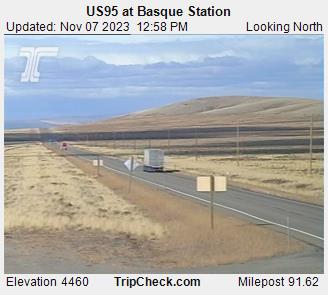 US95 at Basque Station
Updated: Nov 07 2023 12:58 PM Looking North
Elevation 4460 TripCheck.com Milepost 91.62